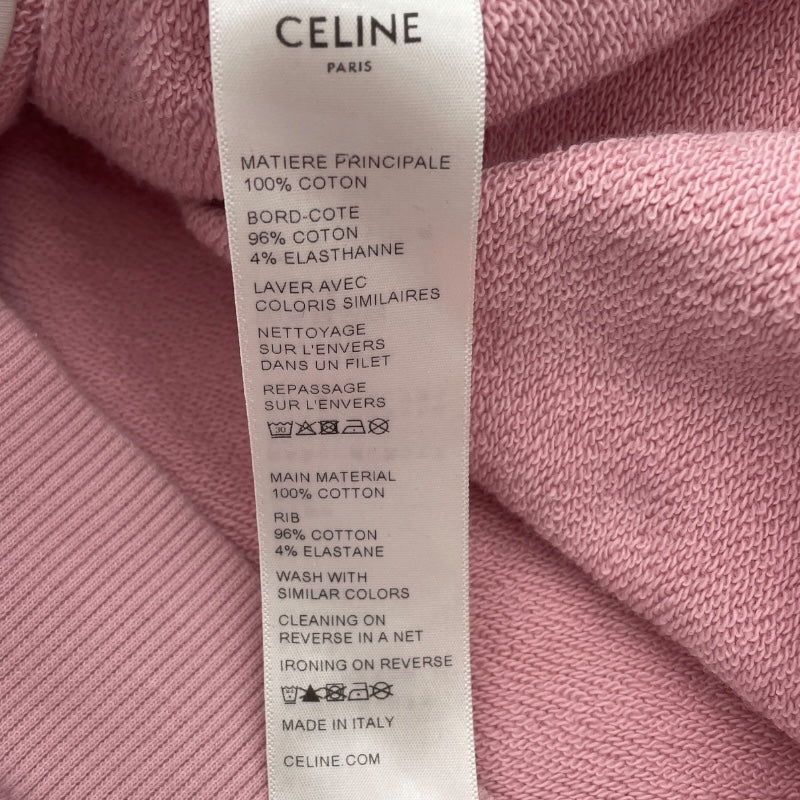 CELINE
PARIS
MATIERE PRINCIPALE
100% COTON
BORD-COTE
96% COTON
4% ELASTHANNE
LAVER AVEC
COLORIS SIMILAIRES
NETTOYAGE
SUR L'ENVERS
DANS UN FILET
REPASSAGE
SUR L'ENVERS
30
MAIN MATERIAL
100% COTTON
RIB
96% COTTON
4% ELASTANE
WASH WITH
SIMILAR COLORS
CLEANING ON
REVERSE IN A NET
IRONING ON REVERSE
MADE IN ITALY
CELINE.COM